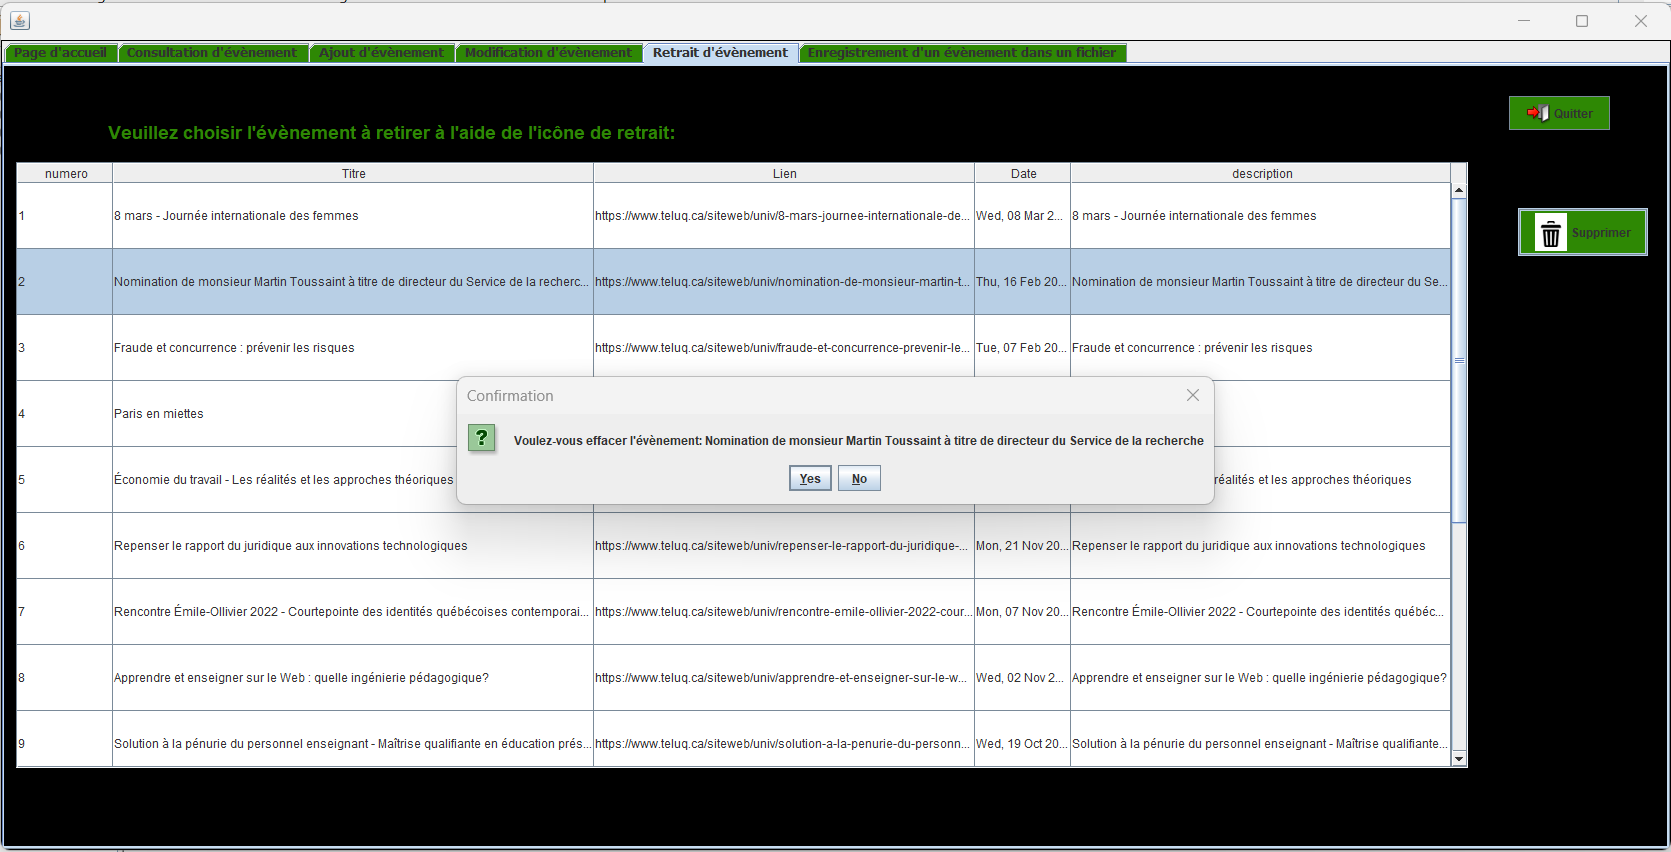 Page d'accueil Consultation d'évènement Ajout d'évènement Modification d'évènement Retrait d'évènement Enregistrement d'un évènement dans un fichier
Quitter
Veuillez choisir l'évènement à retirer à l'aide de l'icône de retrait:
numero Titre Lien Date description
1 8 mars - Journée internationale des femmes https://www.teluq.ca/siteweb/univ/8-mars-journee-internationale-de... Wed, 08 Mar 2... 8 mars - Journée internationale des femmes
Supprimer
2 Nomination de monsieur Martin Toussaint à titre de directeur du Service de la recherc... https://www.teluq.ca/siteweb/univ/nomination-de-monsieur-martin-t... Thu, 16 Feb 20... Nomination de monsieur Martin Toussaint à titre de directeur du Se...
3 Fraude et concurrence : prévenir les risques https://www.teluq.ca/siteweb/univ/fraude-et-concurrence-prevenir-le... Tue, 07 Feb 20... Fraude et concurrence : prévenir les risques
Confirmation
4 Paris en miettes
? Voulez-vous effacer l'évènement: Nomination de monsieur Martin Toussaint à titre de directeur du Service de la recherche
Yes No
5 Économie du travail - Les réalités et les approches théoriques réalités et les approches théoriques
6 Repenser le rapport du juridique aux innovations technologiques https://www.teluq.ca/siteweb/univ/repenser-le-rapport-du-juridique-... Mon, 21 Nov 20... Repenser le rapport du juridique aux innovations technologiques
7 Rencontre Émile-Ollivier 2022 - Courtepointe des identités québécoises contemporai... https://www.teluq.ca/siteweb/univ/rencontre-emile-ollivier-2022-cour... Mon, 07 Nov 20... Rencontre Émile-Ollivier 2022 - Courtepointe des identités québéc...
8 Apprendre et enseigner sur le Web : quelle ingénierie pédagogique? https://www.teluq.ca/siteweb/univ/apprendre-et-enseigner-sur-le-w... Wed, 02 Nov 2... Apprendre et enseigner sur le Web : quelle ingénierie pédagogique?
9 Solution à la pénurie du personnel enseignant - Maîtrise qualifiante en éducation prés... https://www.teluq.ca/siteweb/univ/solution-a-la-penurie-du-personn... Wed, 19 Oct 20... Solution à la pénurie du personnel enseignant - Maîtrise qualifiante...